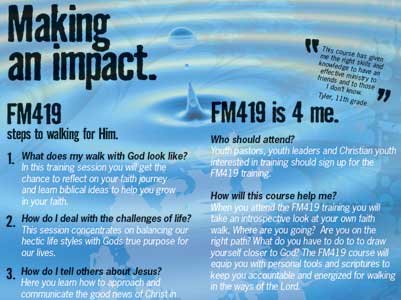 Making
an impact.
" This course has given
me the right skills and
knowledge to have an
effective ministry to
friends and to those
I don't know. "
Tyler, 11th grade
FM419
steps to walking for Him.
1. What does my walk with God look like?
In this training session you will get the
chance to reflect on your faith journey
and learn biblical ideas to help you grow
in your faith.
2. How do I deal with the challenges of life?
This session concentrates on balancing our
hectic life styles with Gods true purpose for
our lives.
3. How do I tell others about Jesus?
Here you learn how to approach and
communicate the good news of Christ in
FM419 is 4 me.
Who should attend?
Youth pastors, youth leaders and Christian youth
interested in training should sign up for the
FM419 training.
How will this course help me?
When you attend the FM419 training you will
take an introspective look at your own faith
walk. Where are you going? Are you on the
right path? What do you have to do to to draw
yourself closer to God? The FM419 course will
equip you with personal tools and scriptures to
keep you accountable and energized for walking
in the ways of the Lord.